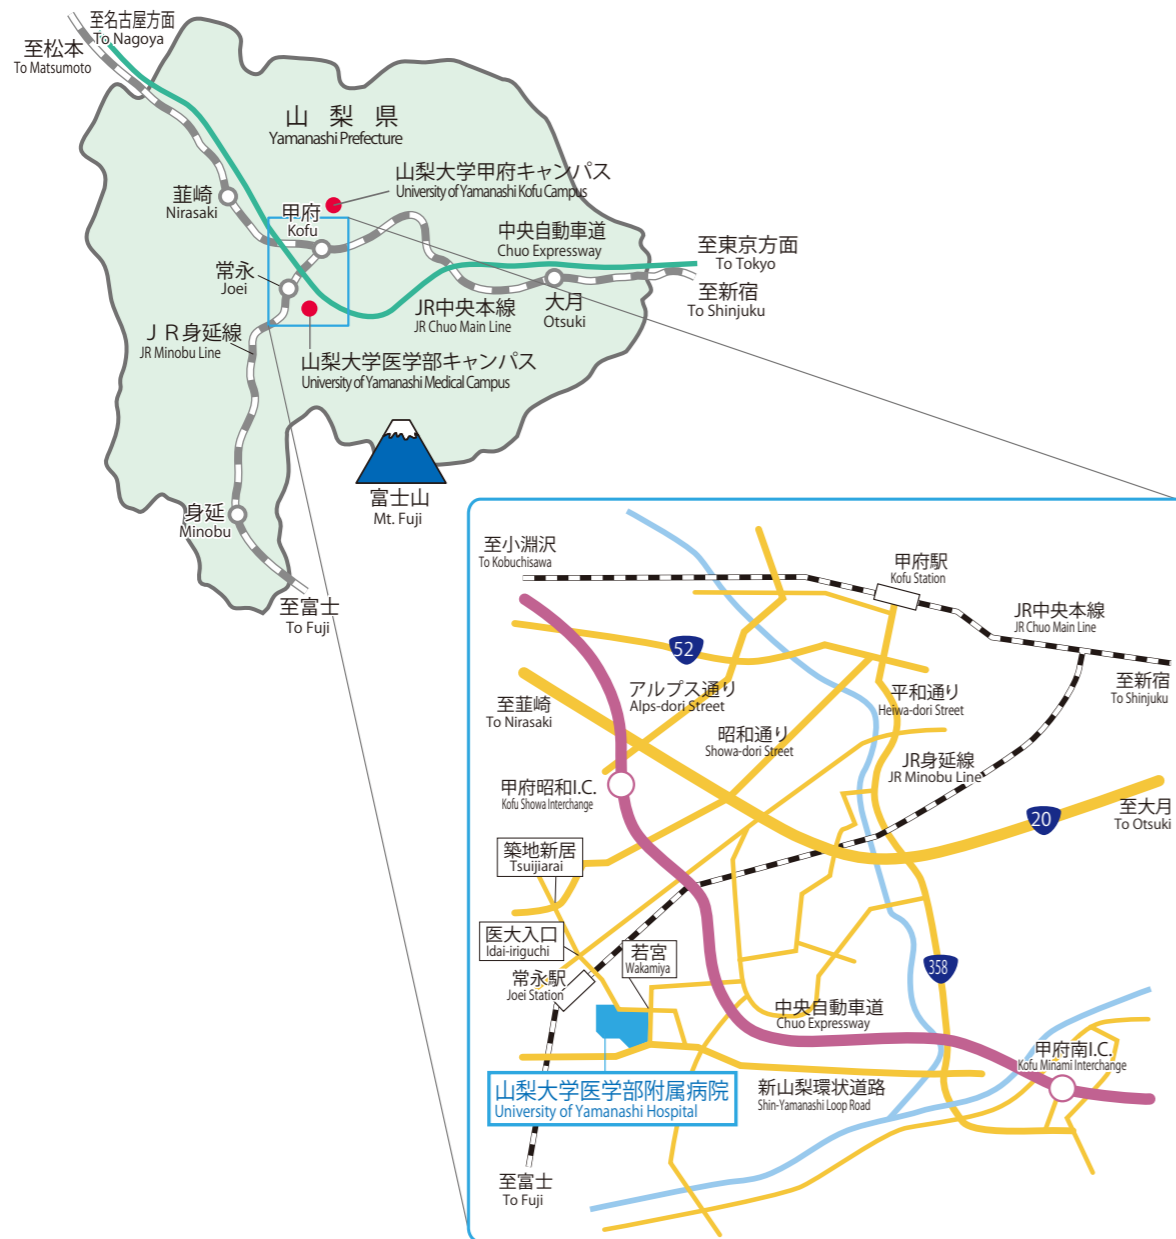 至名古屋方面
To Nagoya
至松本
To Matsumoto
山 梨 県
Yamanashi Prefecture
山梨大学甲府キャンパス
University of Yamanashi Kofu Campus
韮崎
Nirasaki
甲府
Kofu
中央自動車道
Chuo Expressway
至東京方面
To Tokyo
常永
Joei
至新宿
To Shinjuku
大月
Otsuki
JR中央本線
JR Chuo Main Line
ＪＲ身延線
JR Minobu Line
山梨大学医学部キャンパス
University of Yamanashi Medical Campus
富士山
Mt. Fuji
身延
Minobu
至富士
To Fuji
至小淵沢
To Kobuchisawa
甲府駅
Kofu Station
JR中央本線
JR Chuo Main Line
52
至新宿
To Shinjuku
アルプス通り
Alps-dori Street
平和通り
Heiwa-dori Street
至韮崎
To Nirasaki
昭和通り
Showa-dori Street
JR身延線
JR Minobu Line
甲府昭和I.C.
Kofu Showa Interchange
至大月
To Otsuki
20
築地新居
Tsuijiarai
医大入口
Idai-iriguchi
若宮
Wakamiya
358
常永駅
Joei Station
中央自動車道
Chuo Expressway
甲府南I.C.
Kofu Minami Interchange
山梨大学医学部附属病院
University of Yamanashi Hospital
新山梨環状道路
Shin-Yamanashi Loop Road
至富士
To Fuji